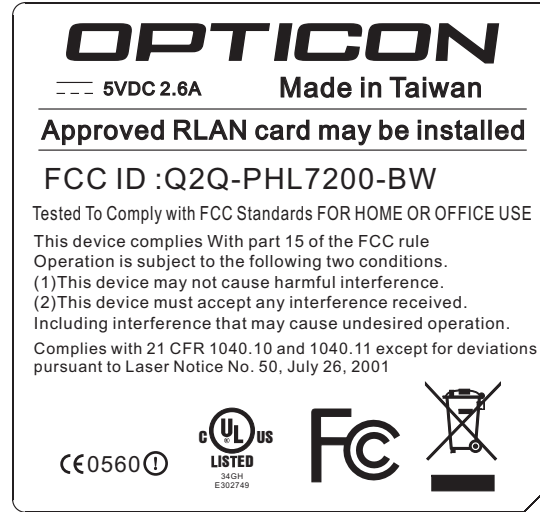 OPTICON
5VDC 2.6A Made in Taiwan
Approved RLAN card may be installed
FCC ID :Q2Q-PHL7200-BW
Tested To Comply with FCC Standards FOR HOME OR OFFICE USE
This device complies With part 15 of the FCC rule
Operation is subject to the following two conditions.
(1)This device may not cause harmful interference.
(2)This device must accept any interference received.
Including interference that may cause undesired operation.
Complies with 21 CFR 1040.10 and 1040.11 except for deviations
pursuant to Laser Notice No. 50, July 26, 2001
CE0560!
C UL® US
LISTED
34GH
E302749
FC